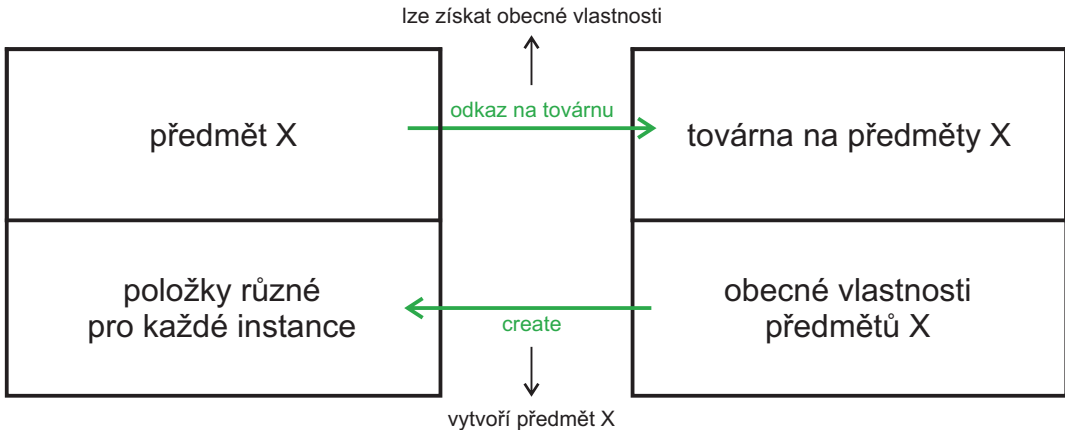 lze získat obecné vlastnosti
odkaz na továrnu
předmět X
továrna na předměty X
položky různé
pro každé instance
create
obecné vlastnosti
předmětů X
vytvoří předmět X